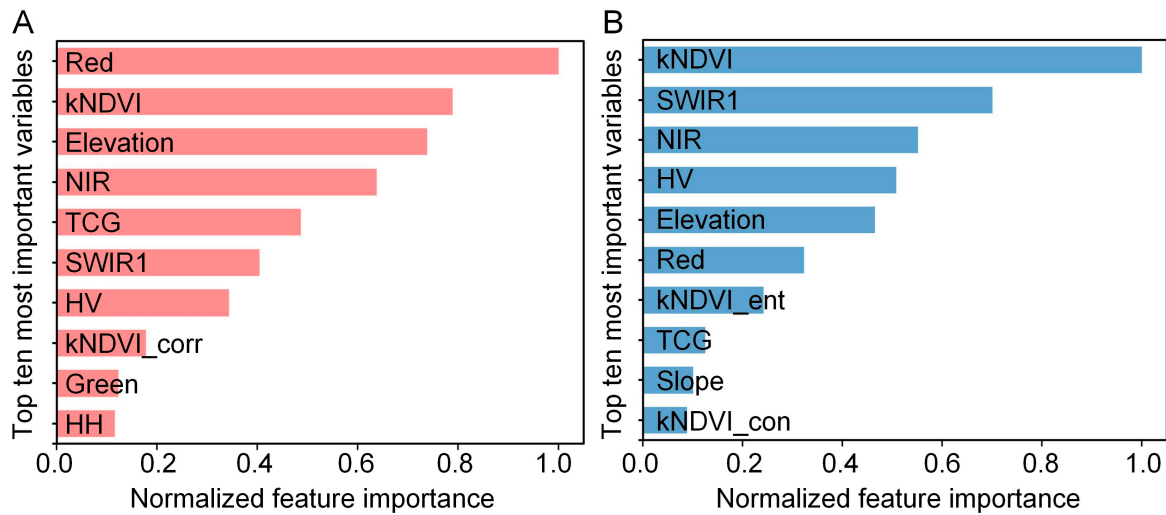 A
Top ten most important variables
Red
kNDVI
Elevation
NIR
TCG
SWIR1
HV
kNDVI_corr
Green
HH
0.0 0.2 0.4 0.6 0.8 1.0
Normalized feature importance
B
Top ten most important variables
kNDVI
SWIR1
NIR
HV
Elevation
Red
kNDVI_ent
TCG
Slope
kNDVI_con
0.0 0.2 0.4 0.6 0.8 1.0
Normalized feature importance